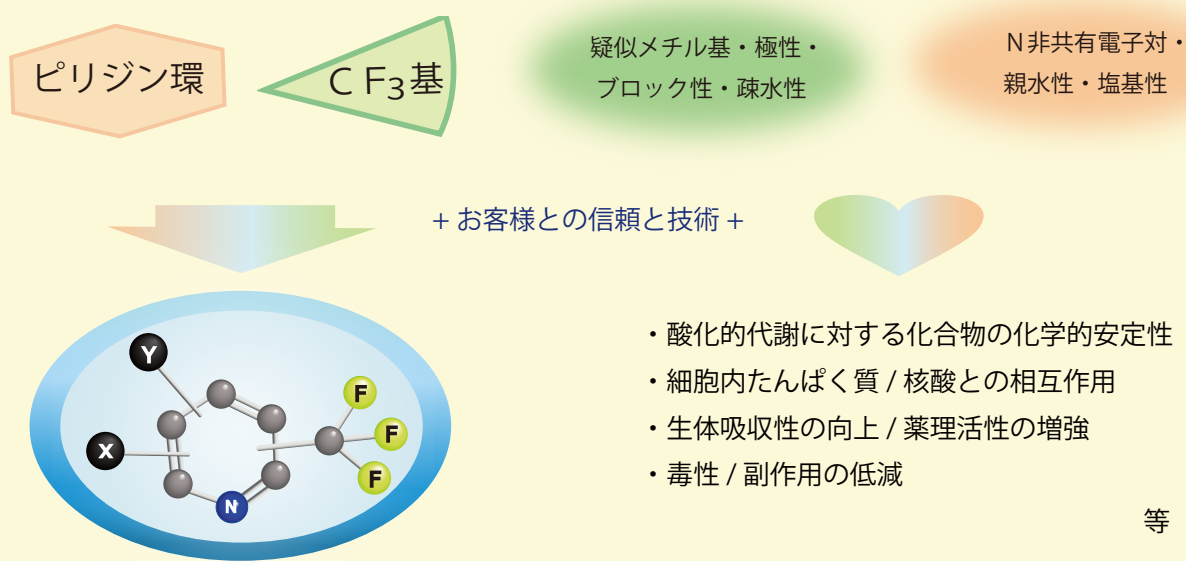 ピリジン環
CF₃基
疑似メチル基・極性・
ブロック性・疎水性
N非共有電子対・
親水性・塩基性
+ お客様との信頼と技術 +
Y
X
N
F
F
F
・酸化的代謝に対する化合物の化学的安定性
・細胞内たんぱく質 / 核酸との相互作用
・生体吸収性の向上 / 薬理活性の増強
・毒性 / 副作用の低減
等